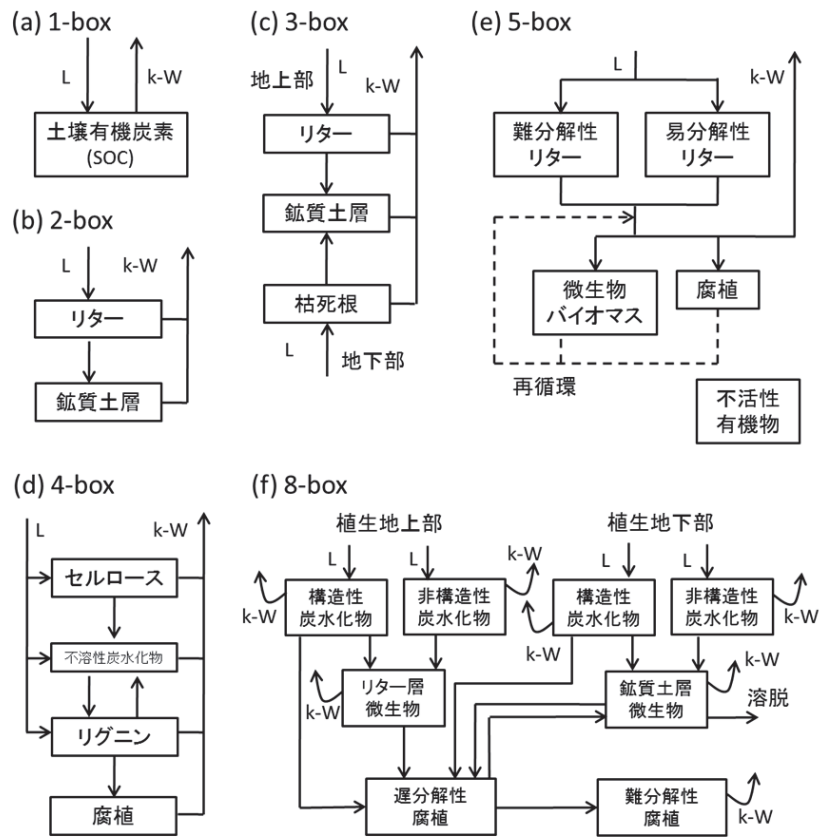 (a) 1-box
L
k-W
土壌有機炭素
(SOC)
(b) 2-box
L
k-W
リター
鉱質土層
(c) 3-box
地上部
L
k-W
リター
鉱質土層
枯死根
L
地下部
(d) 4-box
L
k-W
セルロース
不溶性炭水化物
リグニン
腐植
(e) 5-box
L
k-W
難分解性
リター
易分解性
リター
微生物
バイオマス
腐植
再循環
不活性
有機物
(f) 8-box
植生地上部
植生地下部
L
L
k-W
L
L
k-W
構造性
炭水化物
非構造性
炭水化物
k-W
構造性
炭水化物
非構造性
炭水化物
k-W
k-W
リター層
微生物
k-W
鉱質土層
微生物
k-W
溶脱
遅分解性
腐植
難分解性
腐植
k-W